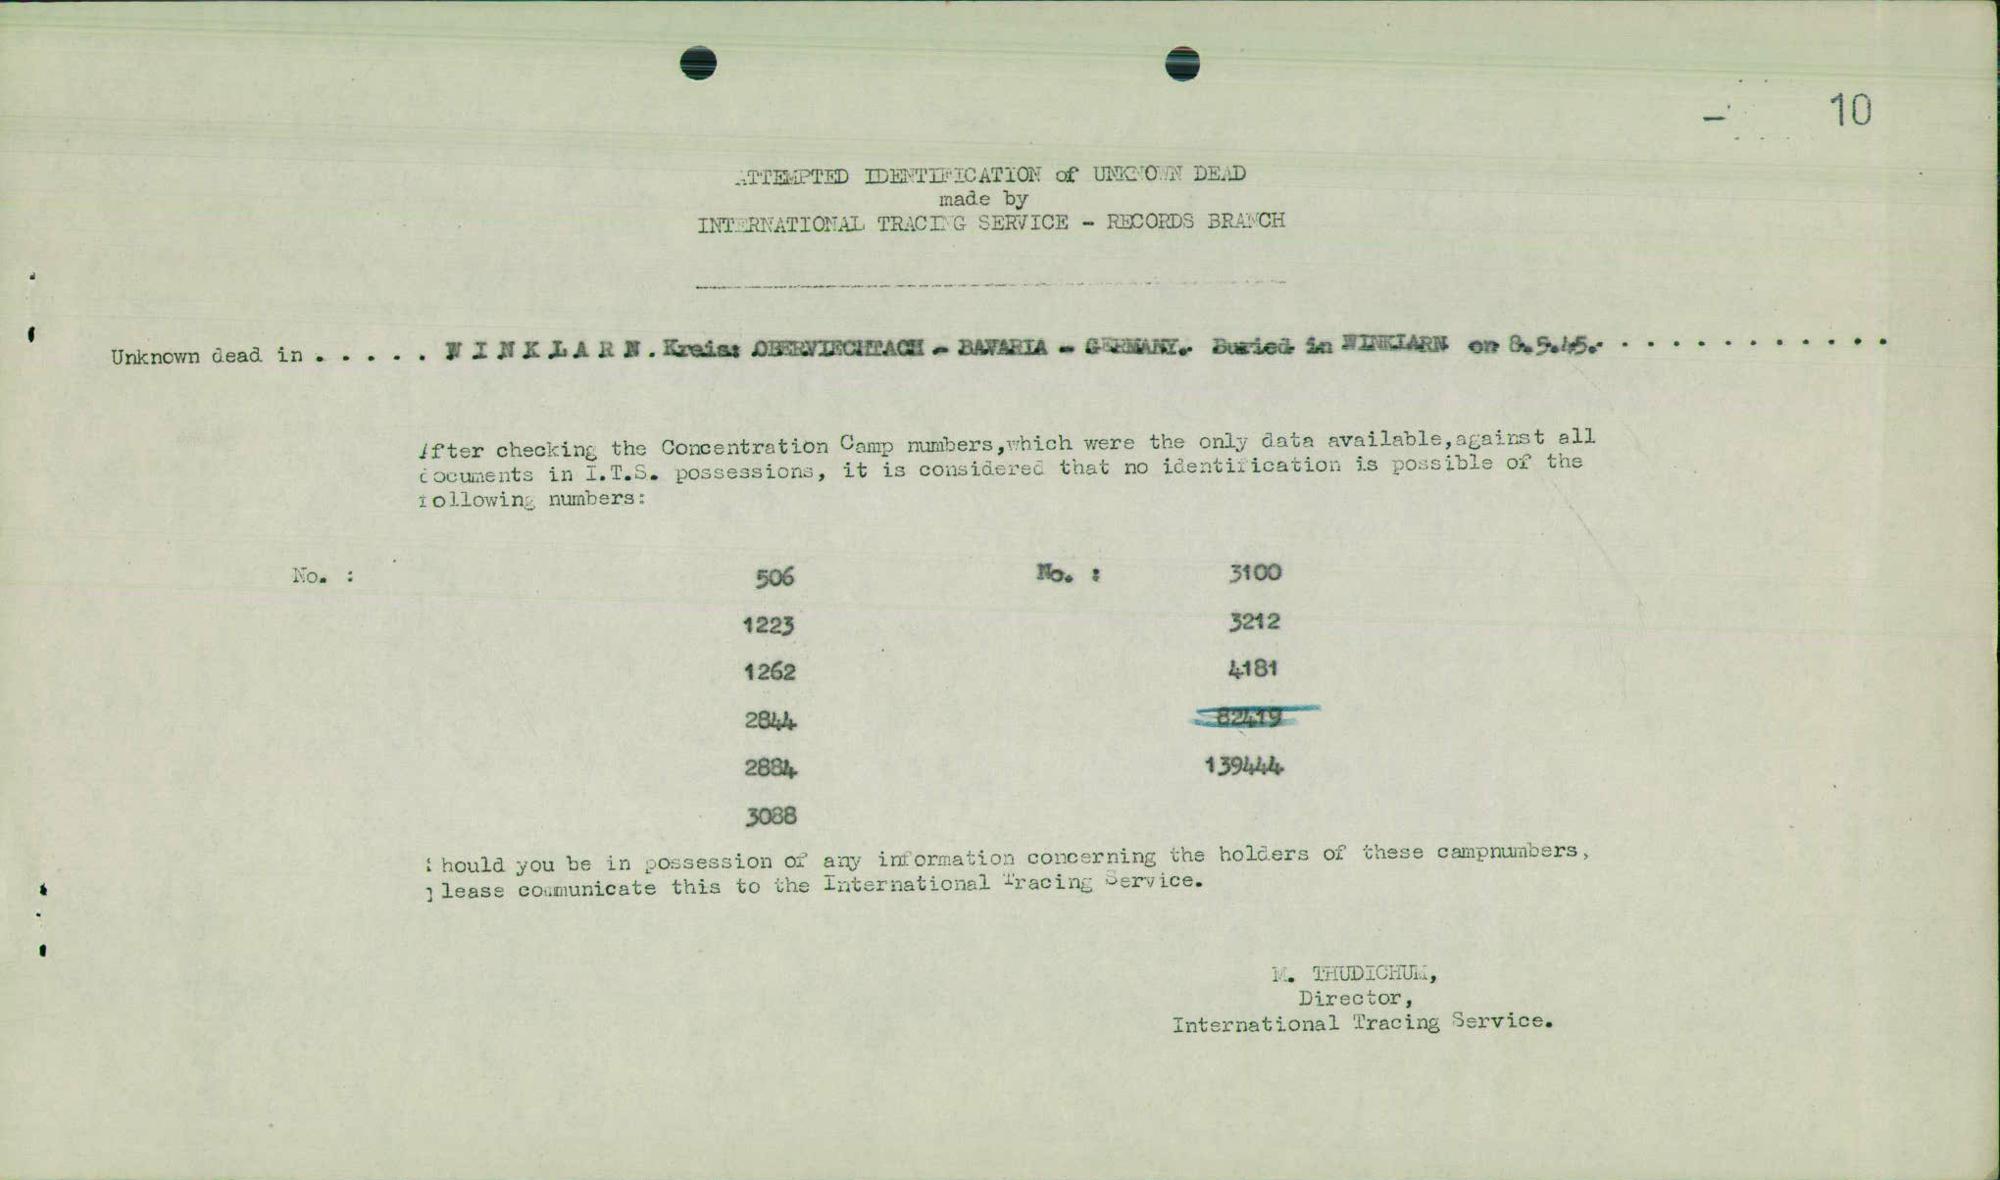 - 10
ATTEMPTED IDENTIFICATION of UNKNOWN DEAD
made by
INTERNATIONAL TRACING SERVICE - RECORDS BRANCH
Unknown dead in . . . . . W I N K L A R N . Kreis: OBERVIECHTACH - BAVARIA - GERMANY. Buried in WINKLARN on 8.5.45. . . . . . . . . . . . .
After checking the Concentration Camp numbers,which were the only data available,against all
documents in I.T.S. possessions, it is considered that no identification is possible of the
following numbers:
No. : 506 No. : 3100
1223 3212
1262 4181
2844 82419
2884 139444
3088
Should you be in possession of any information concerning the holders of these campnumbers,
please communicate this to the International Tracing Service.
M. THUDICHUM,
Director,
International Tracing Service.